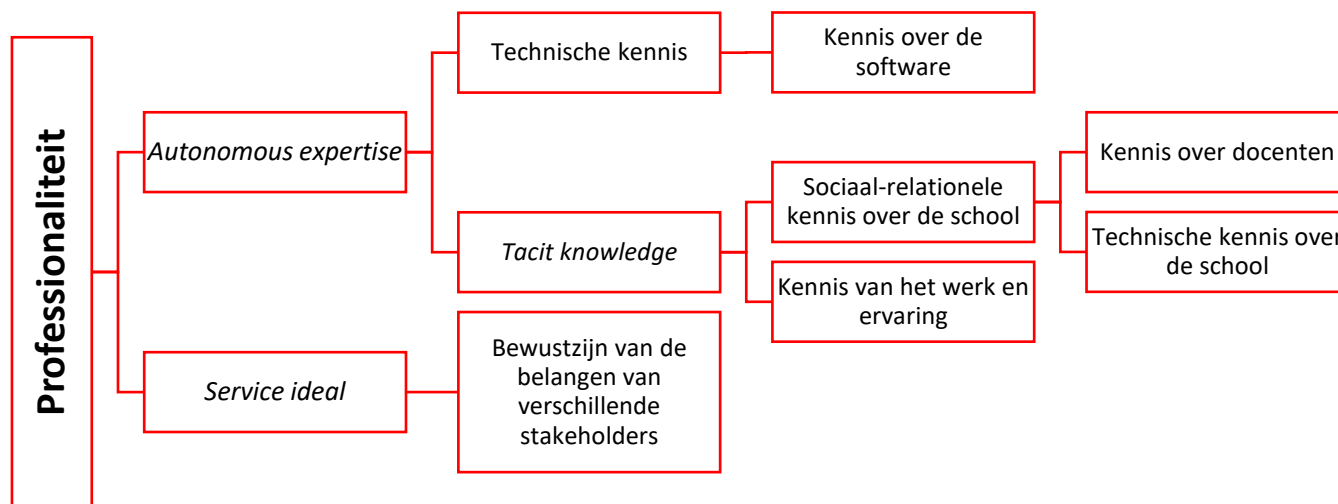 Professionaliteit
Autonomous expertise
Service ideal
Technische kennis
Tacit knowledge
Bewustzijn van de
belangen van
verschillende
stakeholders
Kennis over de
software
Sociaal-relationele
kennis over de school
Kennis van het werk en
ervaring
Kennis over docenten
Technische kennis over
de school